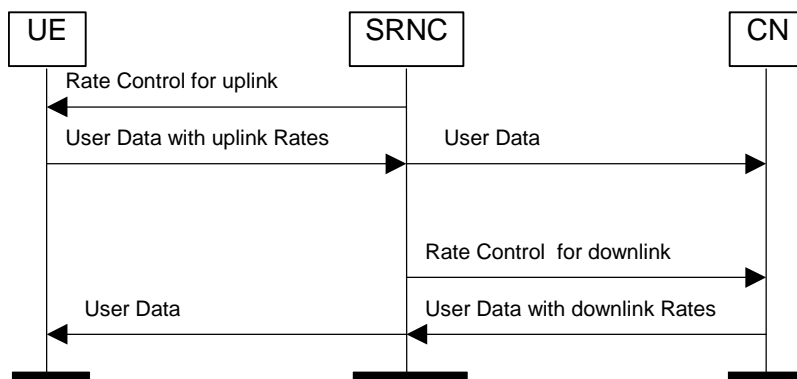 UE
SRNC
CN
Rate Control for uplink
User Data with uplink Rates
User Data
Rate Control for downlink
User Data
User Data with downlink Rates